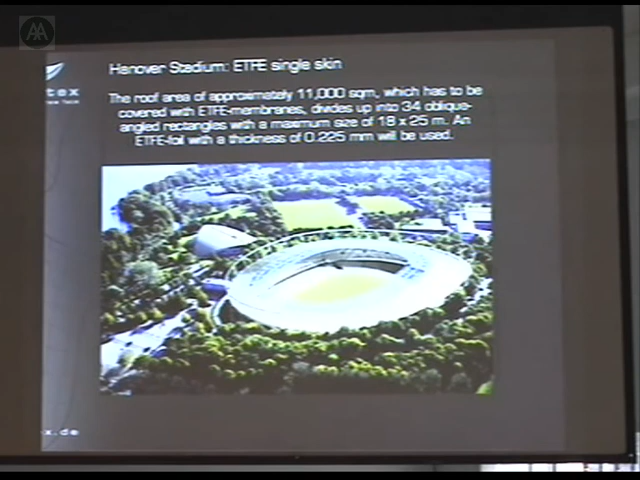 AA
Hanover Stadium: ETFE single skin
tex
The roof area of approximately 11,000 sqm, which has to be
covered with ETFE-membranes, divides up into 34 oblique-
angled rectangles with a maximum size of 18 x 25 m. An
ETFE-foil with a thickness of 0.225 mm will be used.
x.de